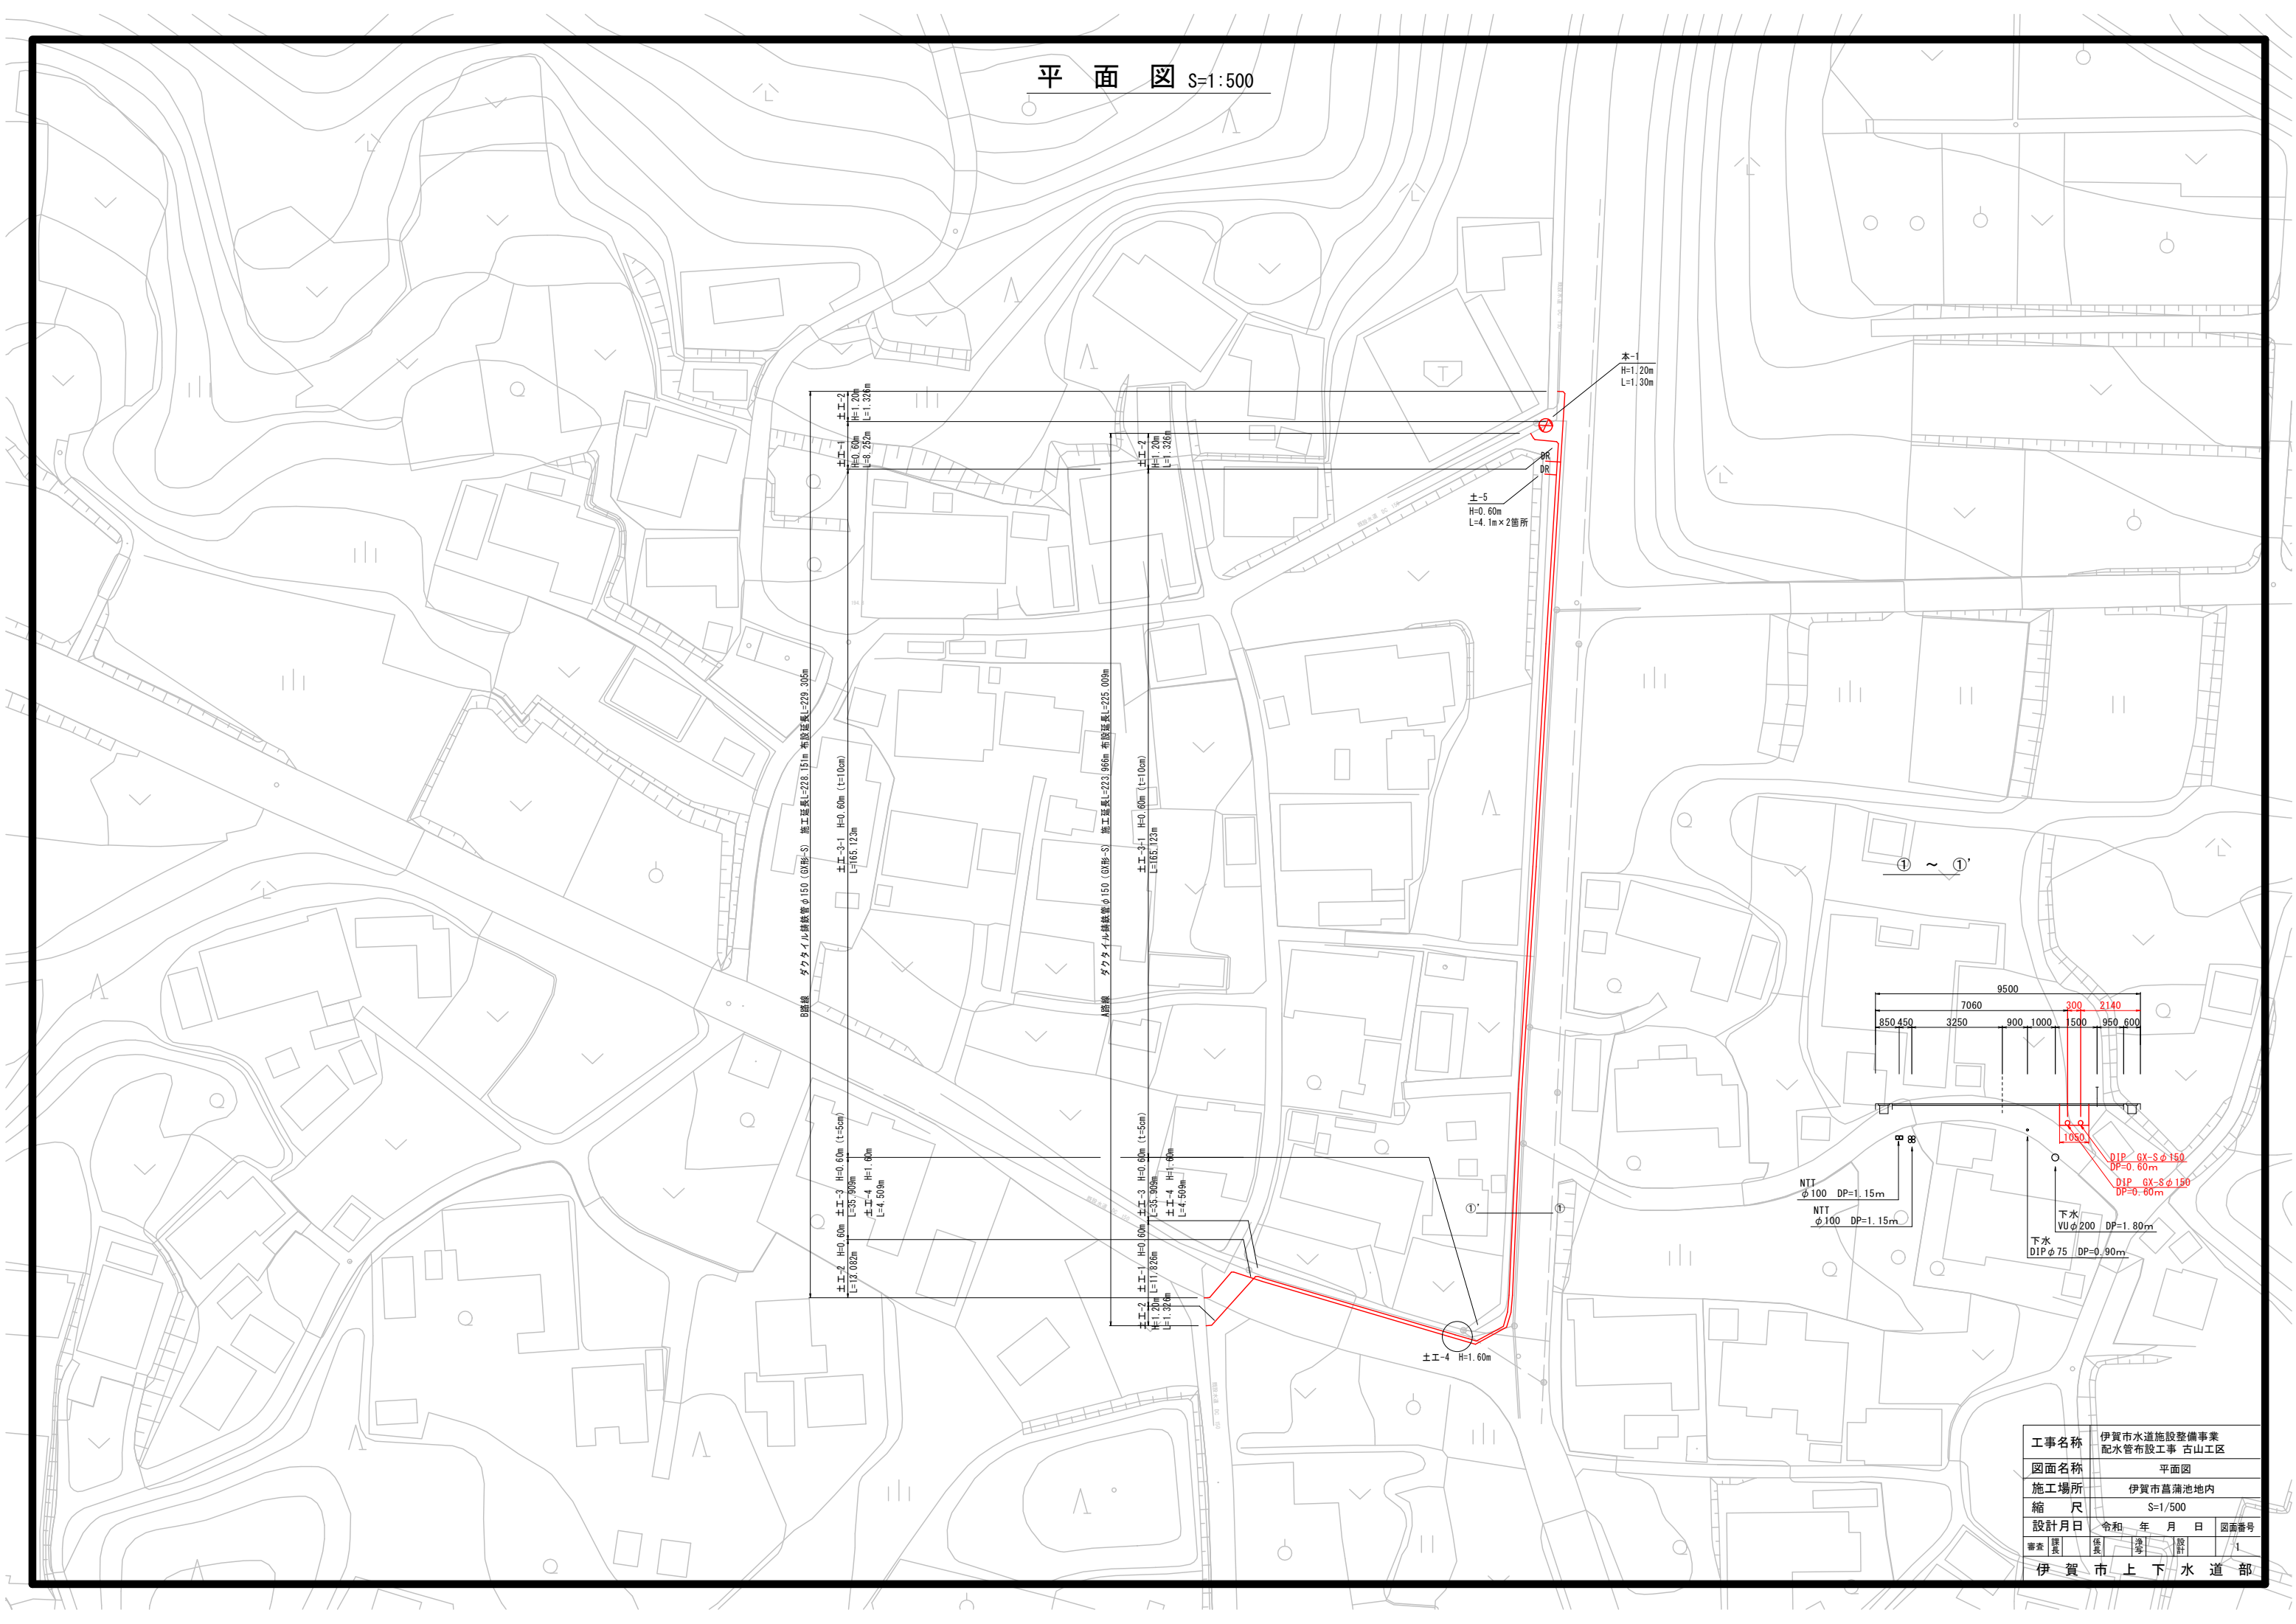 平 面 図 S=1:500
本-1
H=1.20m
L=1.30m
土工-2
H=1.20m
L=1.326m
土工-1
H=0.60m
L=8.252m
土工-2
H=1.20m
L=1.326m
DR
DR
土-5
H=0.60m
L=4.1m×2箇所
B路線 ダクタイル鋳鉄管φ150(GX形-S) 施工延長L=228.151m 布設延長L=229.305m
土工-3-1 H=0.60m (t=10cm)
L=165.123m
A路線 ダクタイル鋳鉄管φ150(GX形-S) 施工延長L=223.966m 布設延長L=225.009m
土工-3-1 H=0.60m (t=10cm)
L=165.123m
土工-3 H=0.60m (t=5cm)
L=35.909m
土工-4 H=1.60m
L=4.509m
土工-2 H=0.60m
L=13.082m
土工-3 H=0.60m (t=5cm)
L=35.909m
土工-4 H=1.60m
L=4.509m
土工-1 H=0.60m
L=11.826m
土工-2
H=1.20m
L=1.326m
土工-4 H=1.60m
①' ①
① ~ ①'
9500
7060 300 2140
850 450 3250 900 1000 1500 950 600
1050
DIP GX-Sφ150
DP=0.60m
DIP GX-Sφ150
DP=0.60m
NTT
φ100 DP=1.15m
NTT
φ100 DP=1.15m
下水
VUφ200 DP=1.80m
下水
DIPφ75 DP=0.90m
工事名称 伊賀市水道施設整備事業
配水管布設工事 古山工区
図面名称 平面図
施工場所 伊賀市菖蒲池地内
縮 尺 S=1/500
設計月日 令和 年 月 日 図面番号
審査 課長 係長 浄写 設計 1
伊 賀 市 上 下 水 道 部